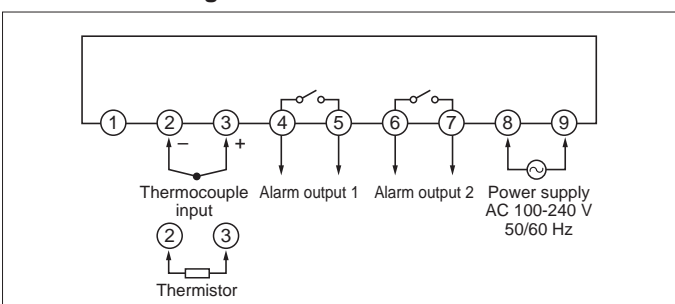 1 2 3 4 5 6 7 8 9
– +
Thermocouple input
Alarm output 1
Alarm output 2
Power supply
AC 100-240 V
50/60 Hz
2 3
Thermistor